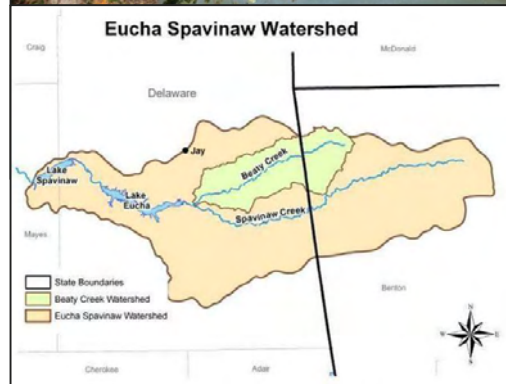 Eucha Spavinaw Watershed
Craig
McDonald
Delaware
Jay
Beaty Creek
Lake
Spavinaw
Lake
Eucha
Spavinaw Creek
Mayes
State Boundaries
Beaty Creek Watershed
Eucha Spavinaw Watershed
Benton
N
W
E
S
Cherokee
Adair